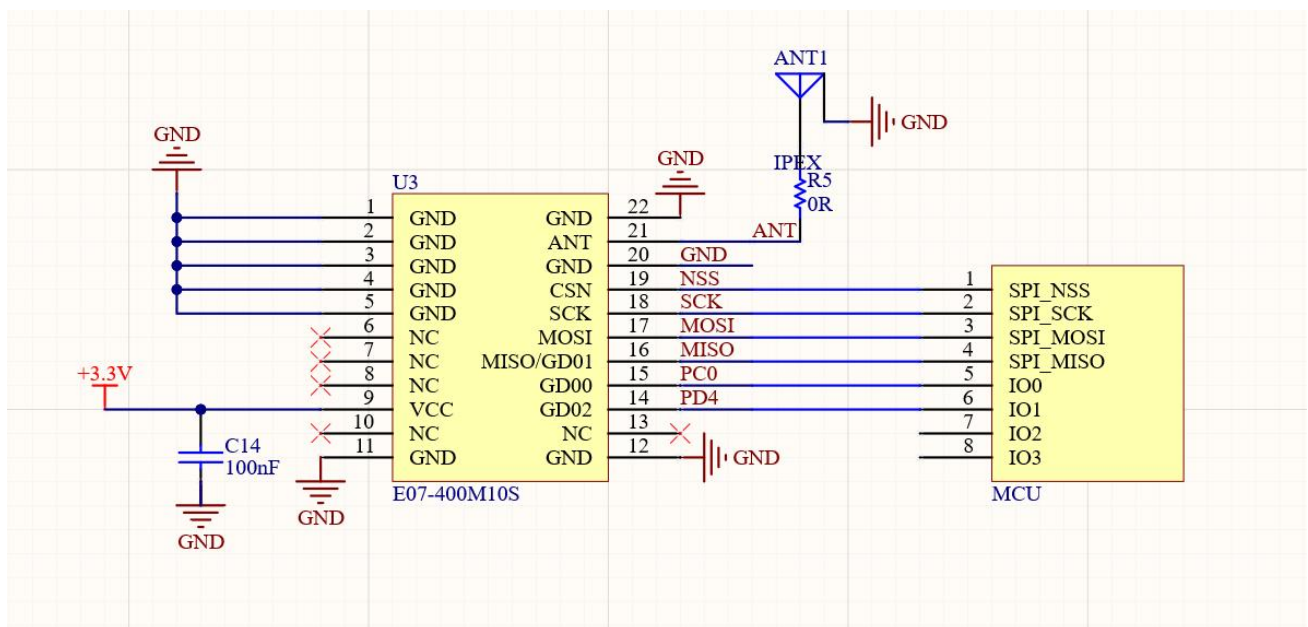 ANT1
GND
GND
GND
IPEX
R5
0R
U3
1 GND GND 22
2 GND ANT 21 ANT
3 GND GND 20 GND
4 GND CSN 19 NSS 1 SPI_NSS
5 GND SCK 18 SCK 2 SPI_SCK
6 NC MOSI 17 MOSI 3 SPI_MOSI
7 NC MISO/GD01 16 MISO 4 SPI_MISO
8 NC GD00 15 PC0 5 IO0
+3.3V
9 VCC GD02 14 PD4 6 IO1
10 NC NC 13 7 IO2
11 GND GND 12 GND 8 IO3
C14
100nF
E07-400M10S
MCU
GND
GND